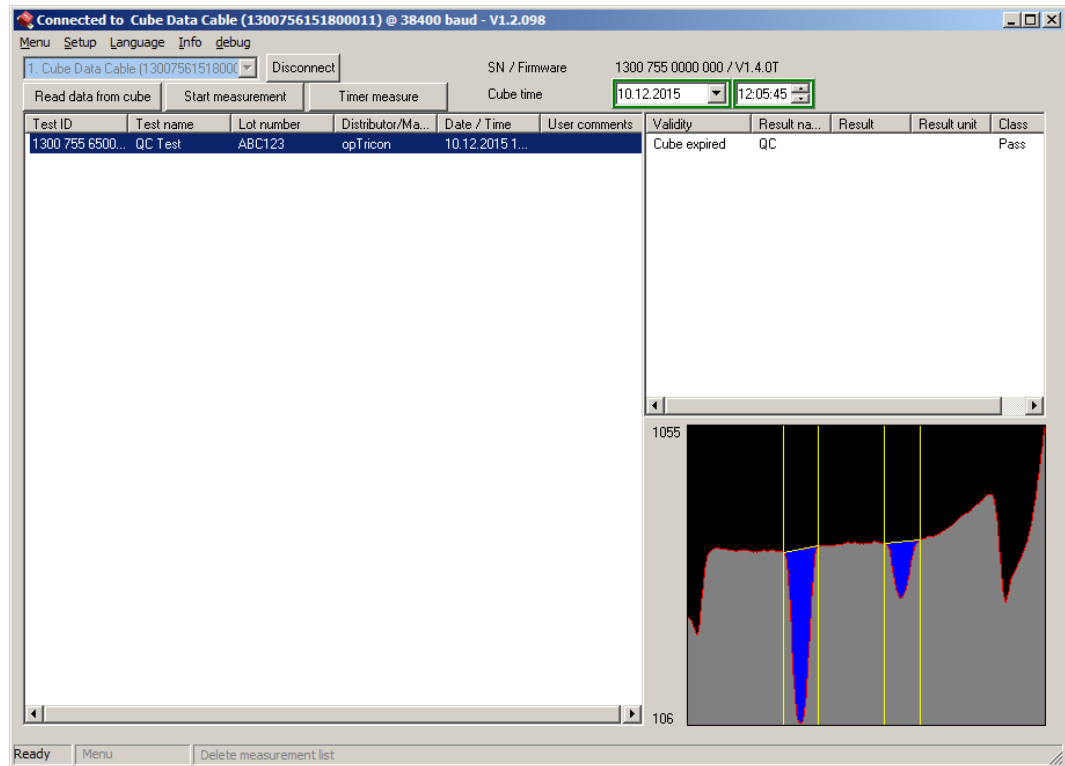 Connected to Cube Data Cable (1300756151800011) @ 38400 baud - V1.2.098
Menu Setup Language Info debug
1. Cube Data Cable (1300756151800( Disconnect SN / Firmware 1300 755 0000 000 / V1.4.0T
Read data from cube Start measurement Timer measure Cube time 10.12.2015 12:05:45
Test ID Test name Lot number Distributor/Ma... Date / Time User comments Validity Result na... Result Result unit Class
1300 755 6500... QC Test ABC123 opTricon 10.12.2015 1... Cube expired QC Pass
1055
106
Ready Menu Delete measurement list